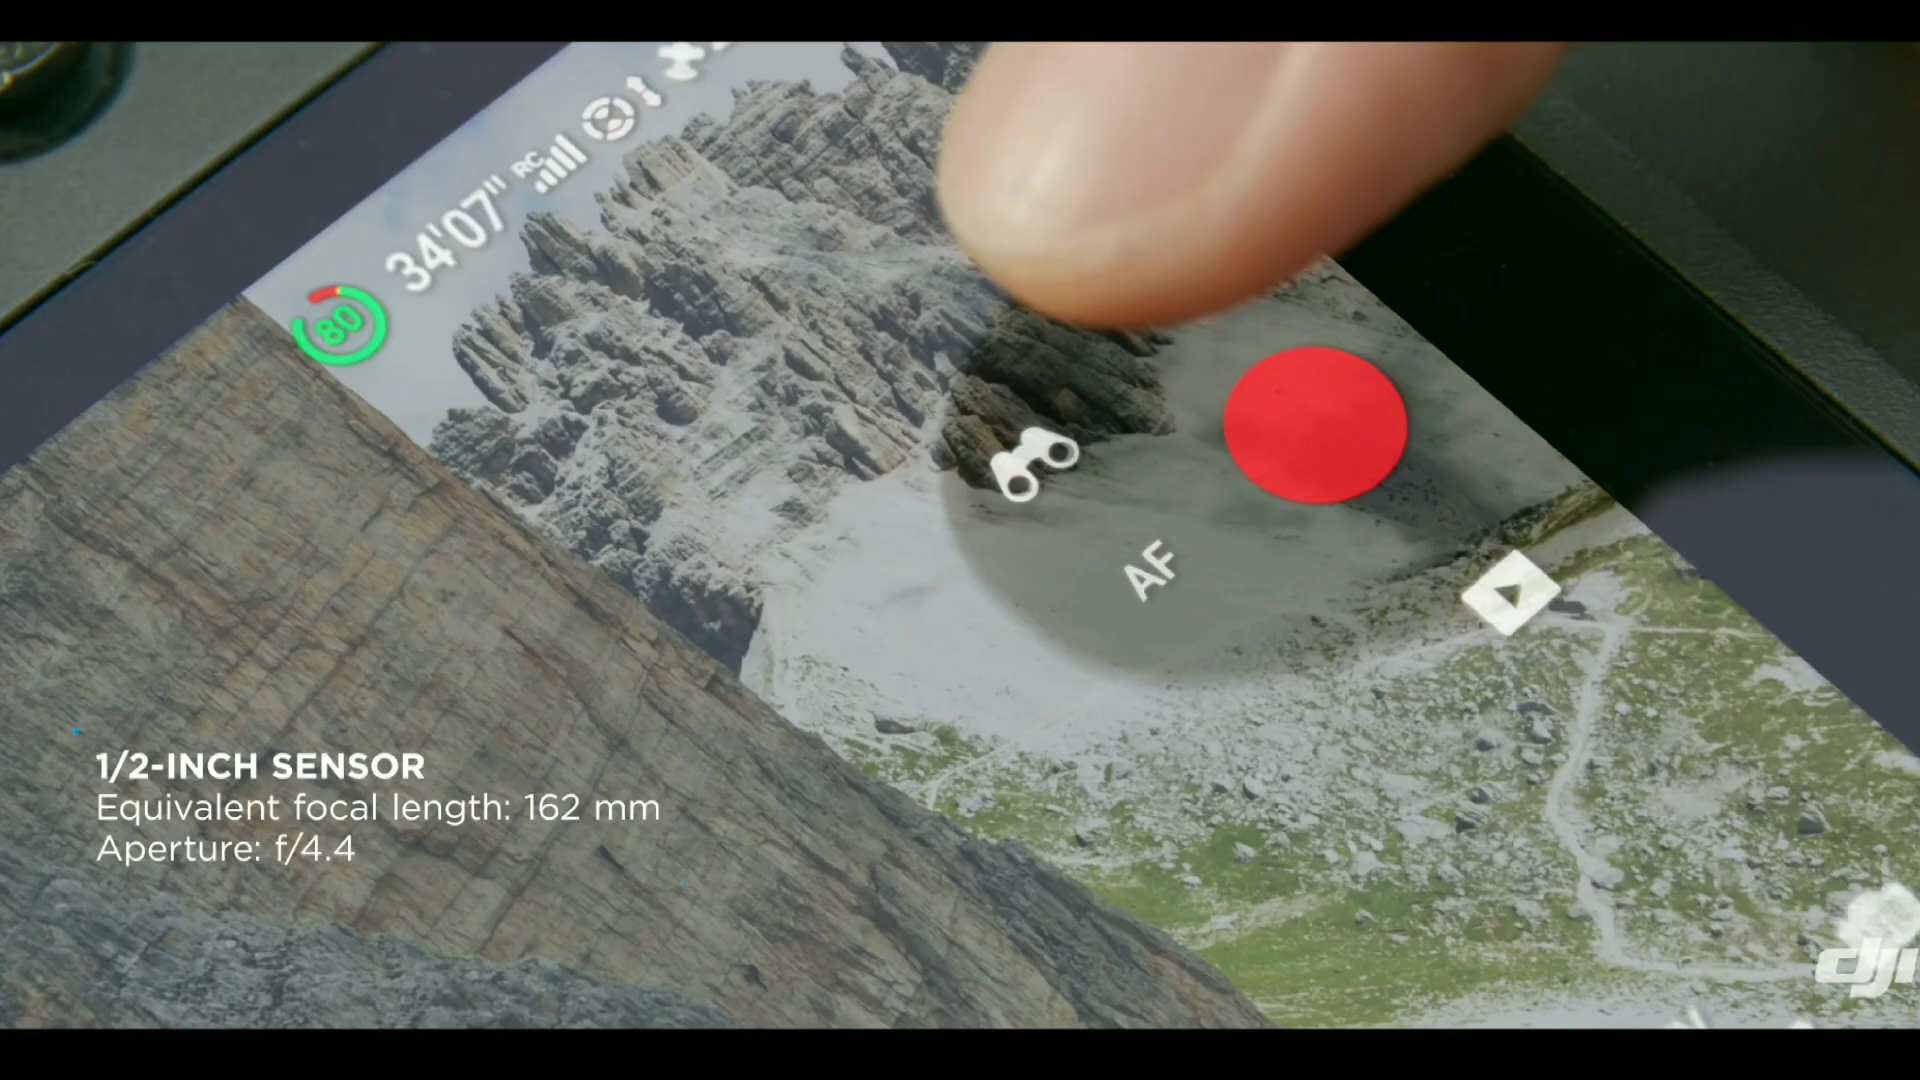 RC
34'07"
80
AF
1/2-INCH SENSOR
Equivalent focal length: 162 mm
Aperture: f/4.4
dji